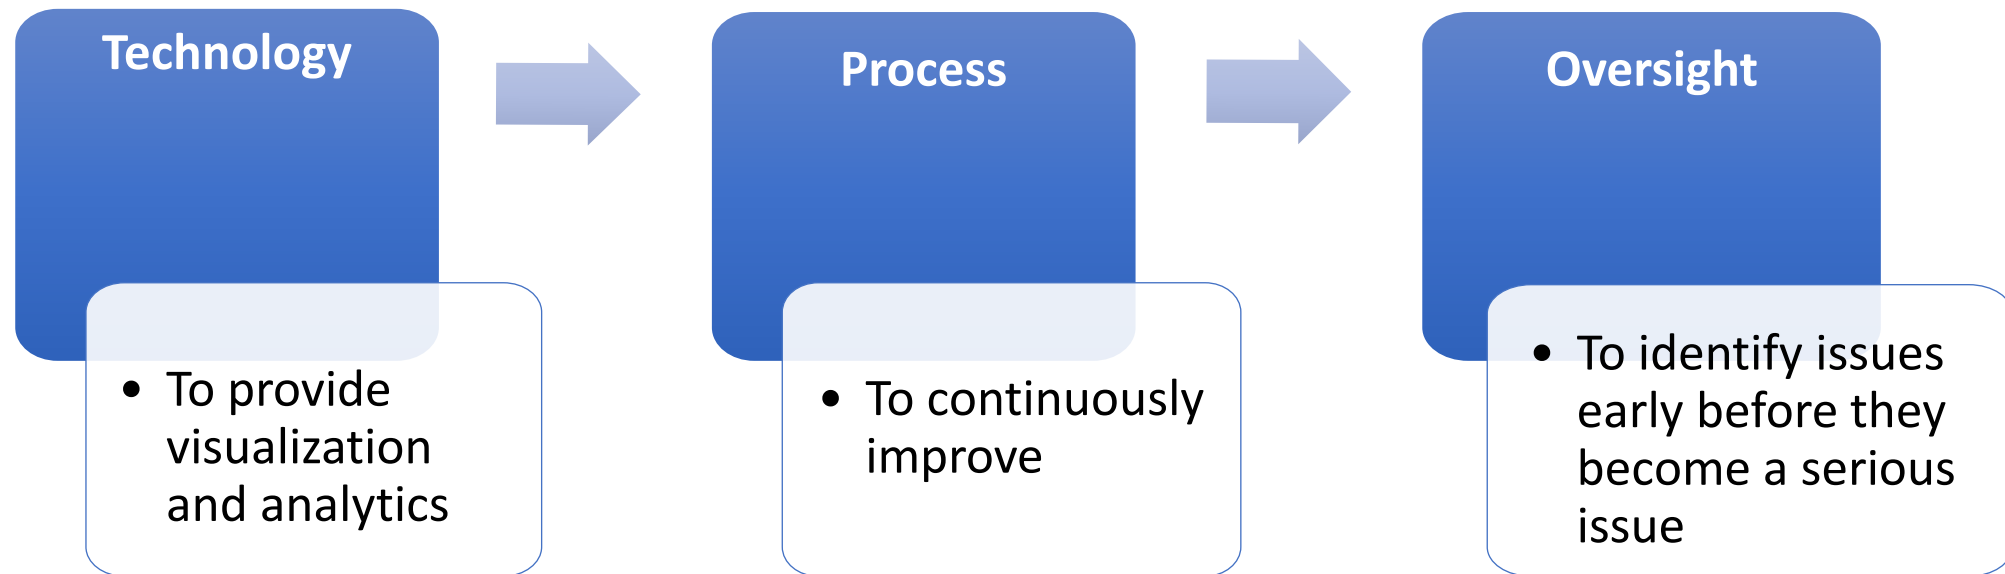 Technology
• To provide
visualization
and analytics
Process
• To continuously
improve
Oversight
• To identify issues
early before they
become a serious
issue